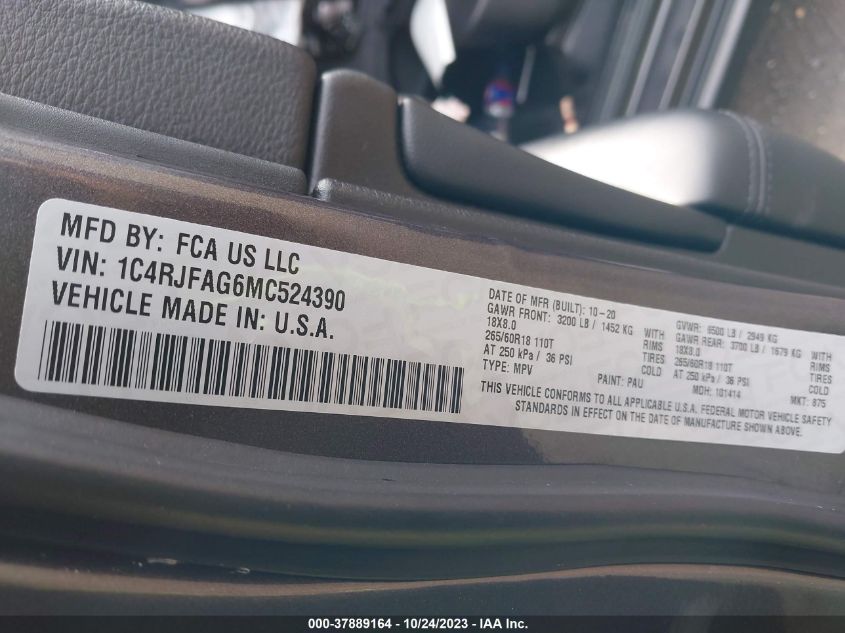 MFD BY: FCA US LLC
VIN: 1C4RJFAG6MC524390
VEHICLE MADE IN: U.S.A.
DATE OF MFR (BUILT): 10-20
GAWR FRONT: 3200 LB / 1452 KG WITH
18X8.0 RIMS
265/60R18 110T TIRES
AT 250 kPa / 36 PSI COLD
TYPE: MPV PAINT: PAU
GVWR: 6500 LB / 2949 KG
GAWR REAR: 3700 LB / 1679 KG WITH
18X8.0 RIMS
265/60R18 110T TIRES
AT 250 kPa / 36 PSI COLD
MDH: 101414 MKT: 875
THIS VEHICLE CONFORMS TO ALL APPLICABLE U.S.A. FEDERAL MOTOR VEHICLE SAFETY
STANDARDS IN EFFECT ON THE DATE OF MANUFACTURE SHOWN ABOVE.
000-37889164 - 10/24/2023 - IAA Inc.